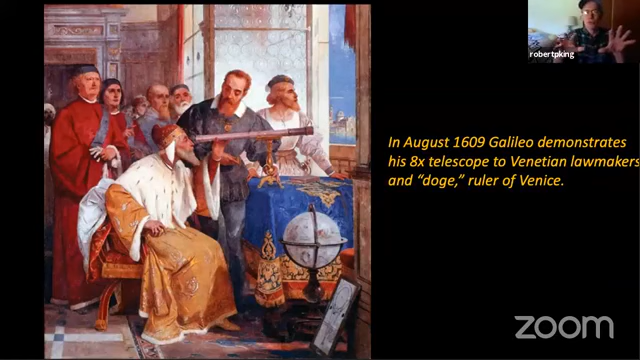 robertpking
In August 1609 Galileo demonstrates
his 8x telescope to Venetian lawmakers
and “doge,” ruler of Venice.
zoom